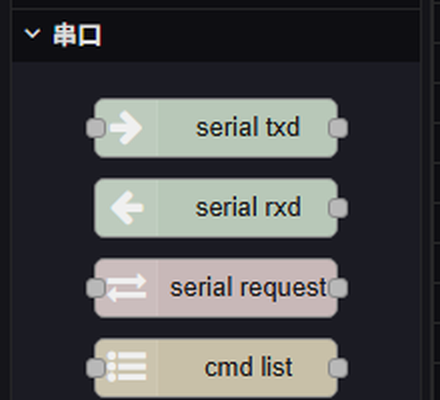 串口
serial txd
serial rxd
serial request
cmd list